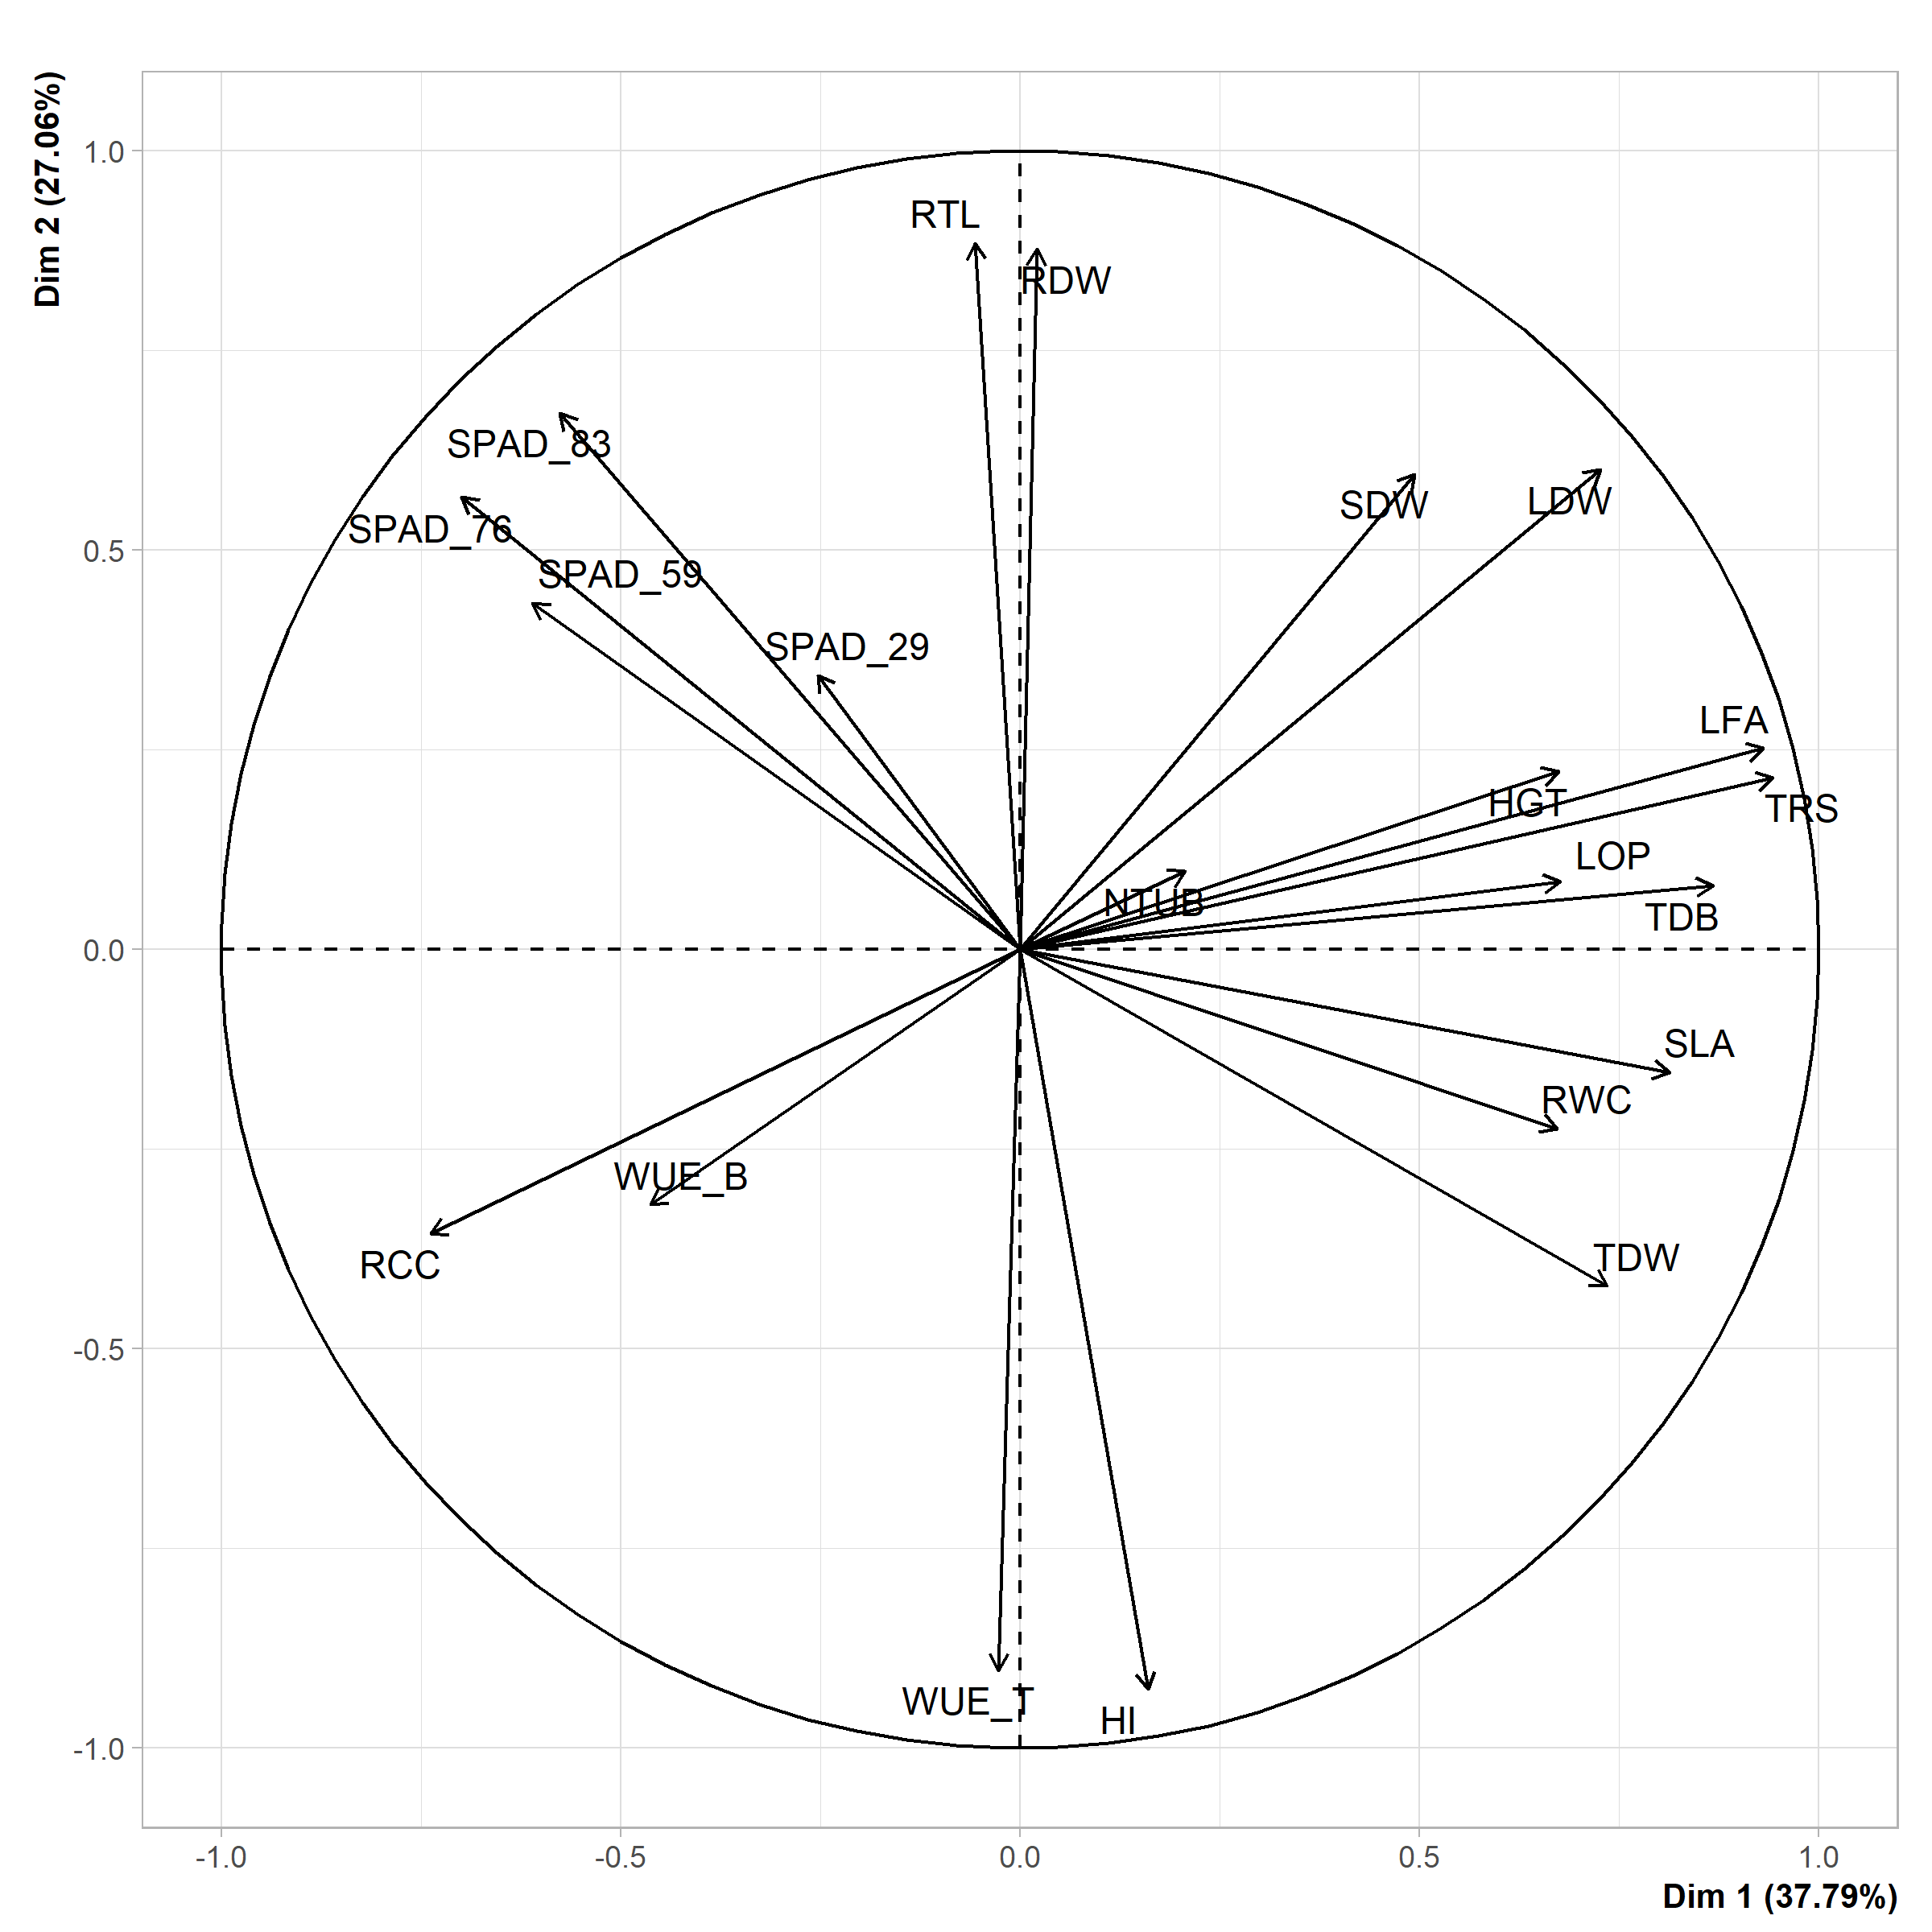 Dim 2 (27.06%)
1.0
RTL
RDW
SPAD_83
SDW
LDW
SPAD_76
0.5
SPAD_59
SPAD_29
LFA
HGT
TRS
LOP
NTUB
TDB
0.0
SLA
RWC
WUE_B
TDW
RCC
-0.5
WUE_T
HI
-1.0
-1.0
-0.5
0.0
0.5
1.0
Dim 1 (37.79%)